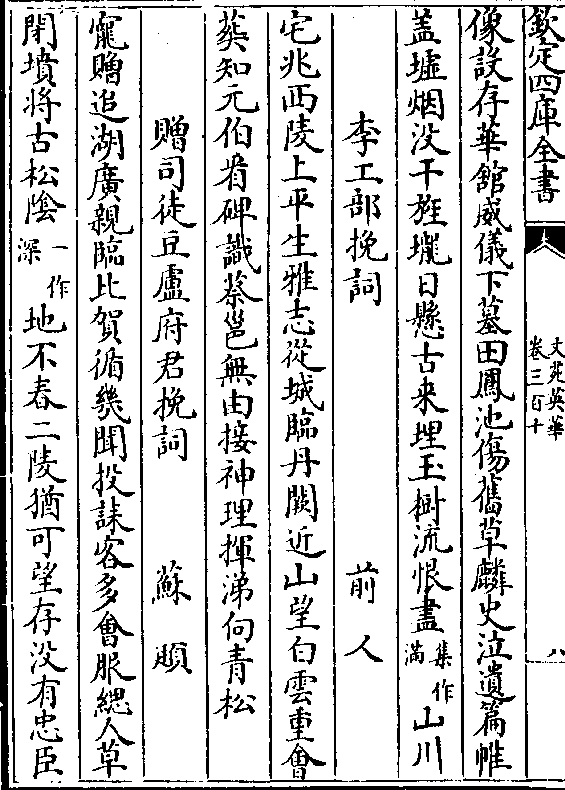 欽定四庫全書
文苑英華
卷三百十
八
像設存華館威儀下墓田鳳池傷舊草麟史泣遺篇帷
盖墟烟没干旌壠日懸古来埋玉樹流恨盡集作滿山川
李工部挽詞 前人
宅兆西陵上平生雅志從城臨丹闕近山望白雲重會
葬知元伯看碑識蔡邕無由接神理揮涕向青松
贈司徒豆盧府君挽詞 蘇頲
寵贈追湖廣親臨比賀循幾聞投誄客多會服緦人草
閉墳將古松陰一作深地不春二陵猶可望存没有忠臣